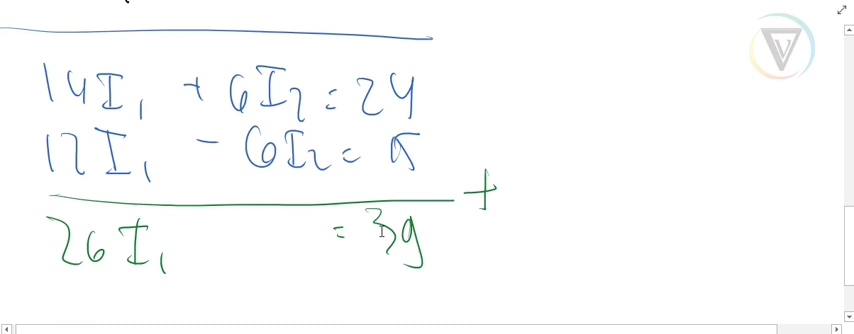 14I₁ + 6I₂ = 24
12I₁ - 6I₂ = 15
+
26I₁ = 39